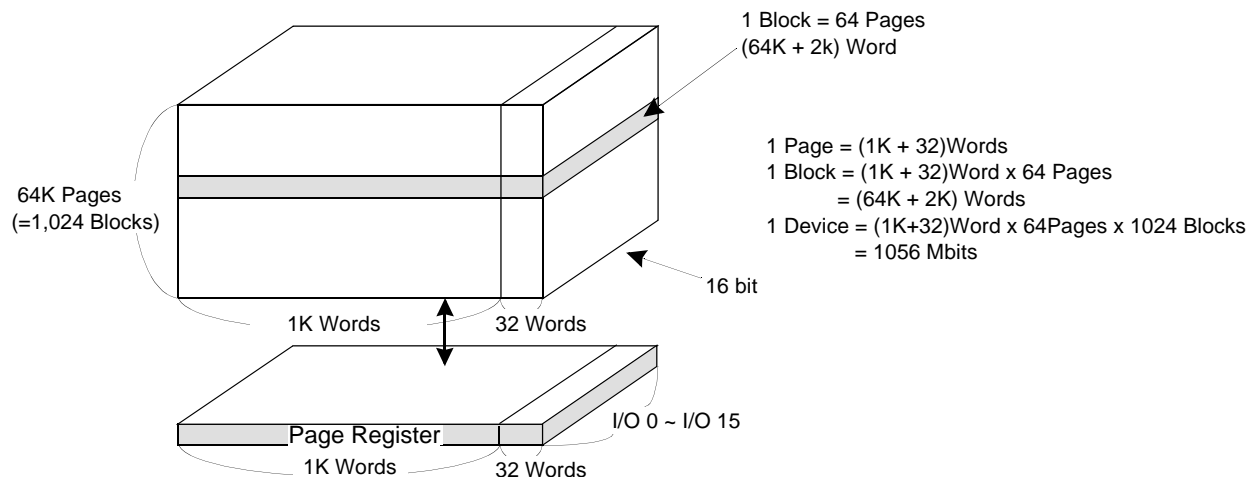 1 Block = 64 Pages
(64K + 2k) Word
64K Pages
(=1,024 Blocks)
1 Page = (1K + 32)Words
1 Block = (1K + 32)Word x 64 Pages
= (64K + 2K) Words
1 Device = (1K+32)Word x 64Pages x 1024 Blocks
= 1056 Mbits
16 bit
1K Words
32 Words
I/O 0 ~ I/O 15
Page Register
1K Words
32 Words